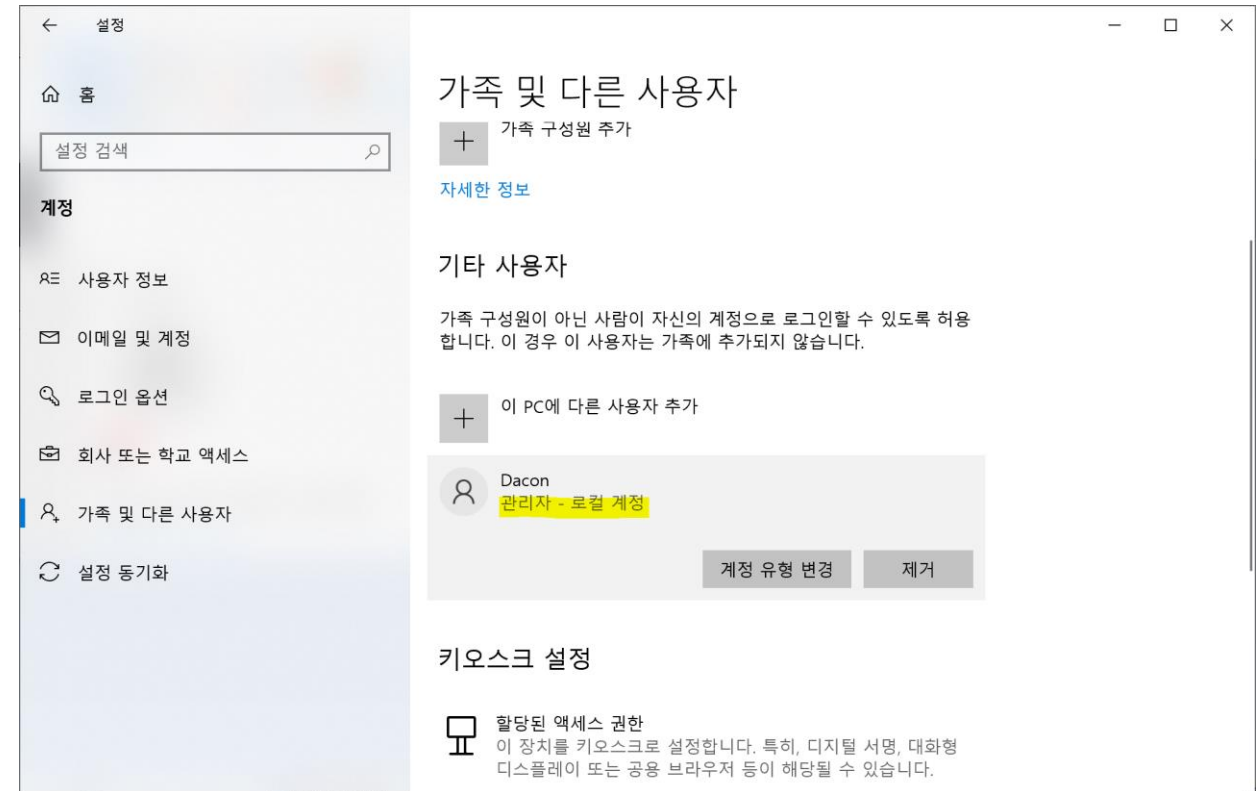 설정
홈
설정 검색
계정
사용자 정보
이메일 및 계정
로그인 옵션
회사 또는 학교 액세스
가족 및 다른 사용자
설정 동기화
가족 및 다른 사용자
가족 구성원 추가
자세한 정보
기타 사용자
가족 구성원이 아닌 사람이 자신의 계정으로 로그인할 수 있도록 허용
합니다. 이 경우 이 사용자는 가족에 추가되지 않습니다.
이 PC에 다른 사용자 추가
Dacon
관리자 - 로컬 계정
계정 유형 변경
제거
키오스크 설정
할당된 액세스 권한
이 장치를 키오스크로 설정합니다. 특히, 디지털 서명, 대화형
디스플레이 또는 공용 브라우저 등이 해당될 수 있습니다.